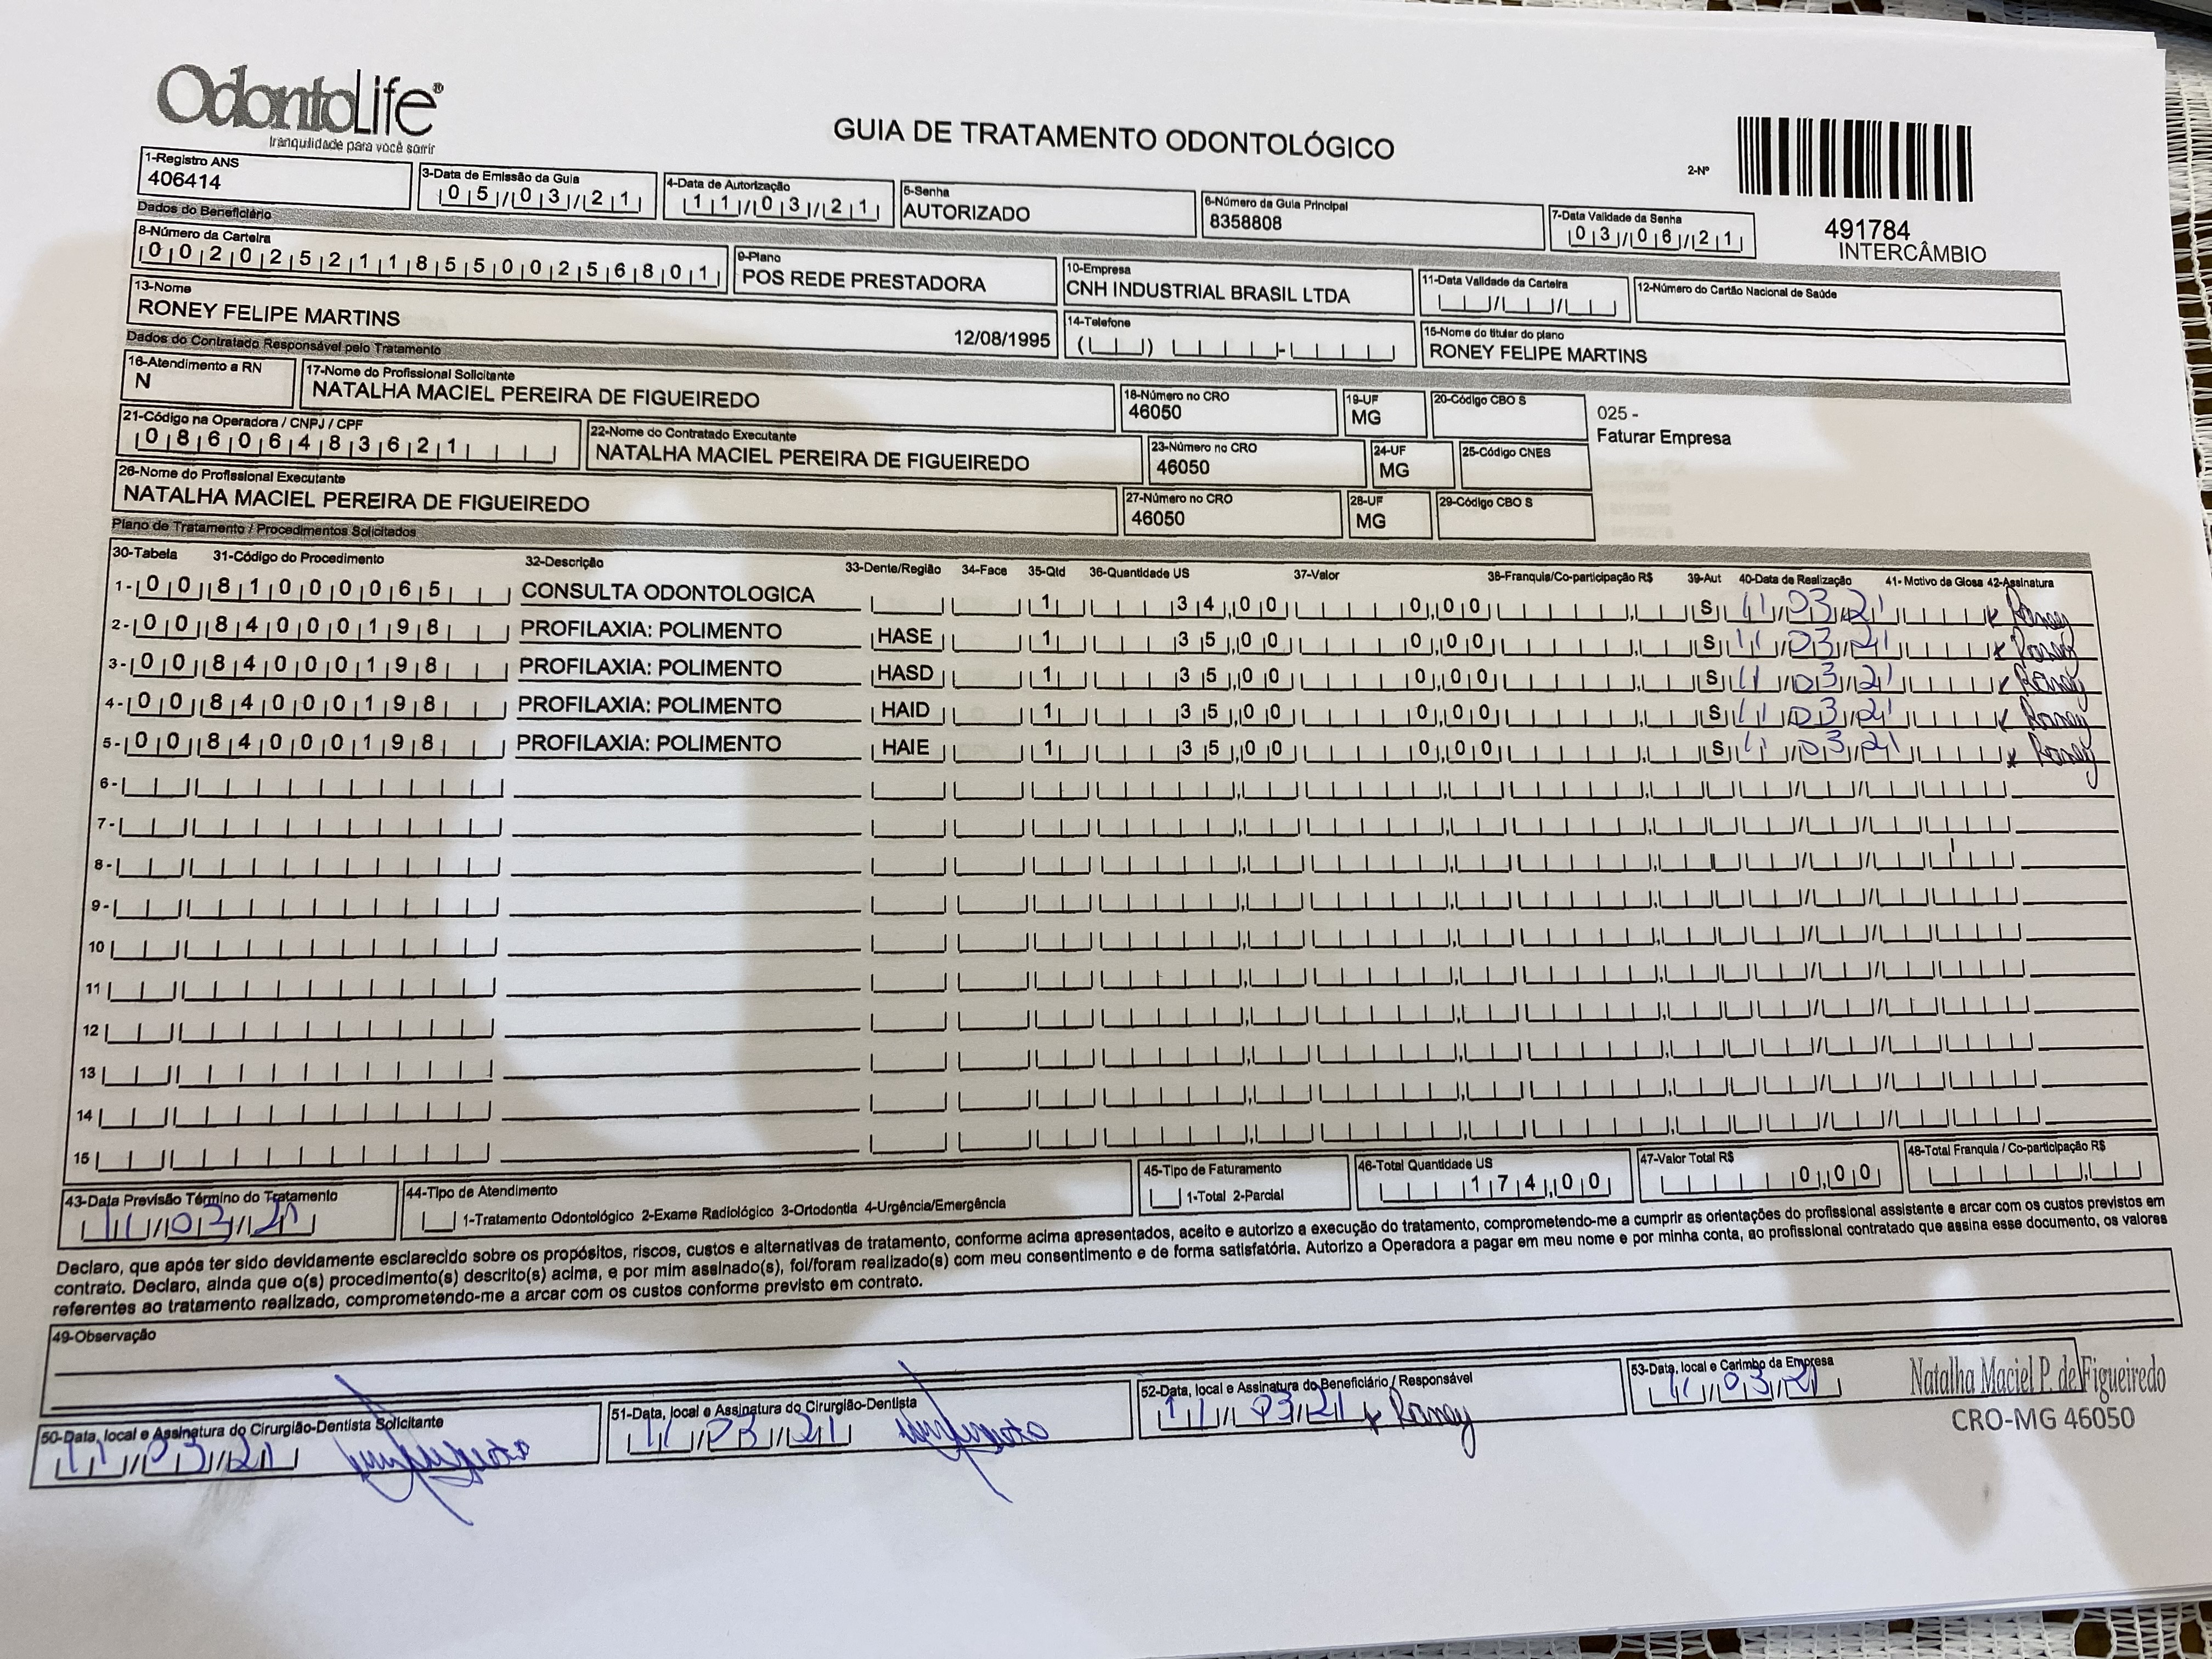 OdontoLife®
tranquilidade para você sorrir
GUIA DE TRATAMENTO ODONTOLÓGICO
2-Nº
491784
INTERCÂMBIO
1-Registro ANS
406414
3-Data de Emissão da Guia
05/03/21
4-Data de Autorização
11/03/21
5-Senha
AUTORIZADO
6-Número da Guia Principal
8358808
7-Data Validade da Senha
03/06/21
Dados do Beneficiário
8-Número da Carteira
00202521185500256801
9-Plano
POS REDE PRESTADORA
10-Empresa
CNH INDUSTRIAL BRASIL LTDA
11-Data Validade da Carteira
12-Número do Cartão Nacional de Saúde
13-Nome
RONEY FELIPE MARTINS 12/08/1995
14-Telefone
15-Nome do titular do plano
RONEY FELIPE MARTINS
Dados do Contratado Responsável pelo Tratamento
16-Atendimento a RN
N
17-Nome do Profissional Solicitante
NATALHA MACIEL PEREIRA DE FIGUEIREDO
18-Número no CRO
46050
19-UF
MG
20-Código CBO S
025 -
Faturar Empresa
21-Código na Operadora / CNPJ / CPF
08606483621
22-Nome do Contratado Executante
NATALHA MACIEL PEREIRA DE FIGUEIREDO
23-Número no CRO
46050
24-UF
MG
25-Código CNES
26-Nome do Profissional Executante
NATALHA MACIEL PEREIRA DE FIGUEIREDO
27-Número no CRO
46050
28-UF
MG
29-Código CBO S
Plano de Tratamento / Procedimentos Solicitados
30-Tabela 31-Código do Procedimento 32-Descrição 33-Dente/Região 34-Face 35-Qtd 36-Quantidade US 37-Valor 38-Franquia/Co-participação R$ 39-Aut 40-Data de Realização 41- Motivo de Glosa 42-Assinatura
1- 00 81000065 CONSULTA ODONTOLOGICA 1 34,00 0,00 S 11/03/21 x Roney
2- 00 84000198 PROFILAXIA: POLIMENTO HASE 1 35,00 0,00 S 11/03/21 x Roney
3- 00 84000198 PROFILAXIA: POLIMENTO HASD 1 35,00 0,00 S 11/03/21 x Roney
4- 00 84000198 PROFILAXIA: POLIMENTO HAID 1 35,00 0,00 S 11/03/21 x Roney
5- 00 84000198 PROFILAXIA: POLIMENTO HAIE 1 35,00 0,00 S 11/03/21 x Roney
6-
7-
8-
9-
10
11
12
13
14
15
43-Data Previsão Término do Tratamento
11/03/21
44-Tipo de Atendimento
1-Tratamento Odontológico 2-Exame Radiológico 3-Ortodontia 4-Urgência/Emergência
45-Tipo de Faturamento
1-Total 2-Parcial
46-Total Quantidade US
174,00
47-Valor Total R$
0,00
48-Total Franquia / Co-participação R$
Declaro, que após ter sido devidamente esclarecido sobre os propósitos, riscos, custos e alternativas de tratamento, conforme acima apresentados, aceito e autorizo a execução do tratamento, comprometendo-me a cumprir as orientações do profissional assistente e arcar com os custos previstos em
contrato. Declaro, ainda que o(s) procedimento(s) descrito(s) acima, e por mim assinado(s), foi/foram realizado(s) com meu consentimento e de forma satisfatória. Autorizo a Operadora a pagar em meu nome e por minha conta, ao profissional contratado que assina esse documento, os valores
referentes ao tratamento realizado, comprometendo-me a arcar com os custos conforme previsto em contrato.
49-Observação
50-Data, local e Assinatura do Cirurgião-Dentista Solicitante
11/03/21
51-Data, local e Assinatura do Cirurgião-Dentista
11/03/21
52-Data, local e Assinatura do Beneficiário / Responsável
11/03/21 x Roney
53-Data, local e Carimbo da Empresa
11/03/21
Natalha Maciel P. de Figueiredo
CRO-MG 46050